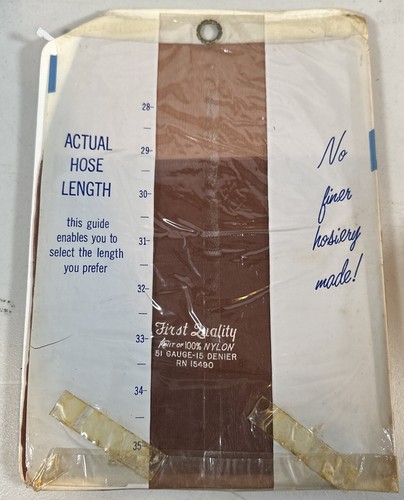 ACTUAL
HOSE
LENGTH
this guide
enables you to
select the length
you prefer
28-
29-
30-
31-
32-
33-
34-
35-
First Quality
KNIT OF 100% NYLON
51 GAUGE-15 DENIER
RN 15490
No
finer
hosiery
made!